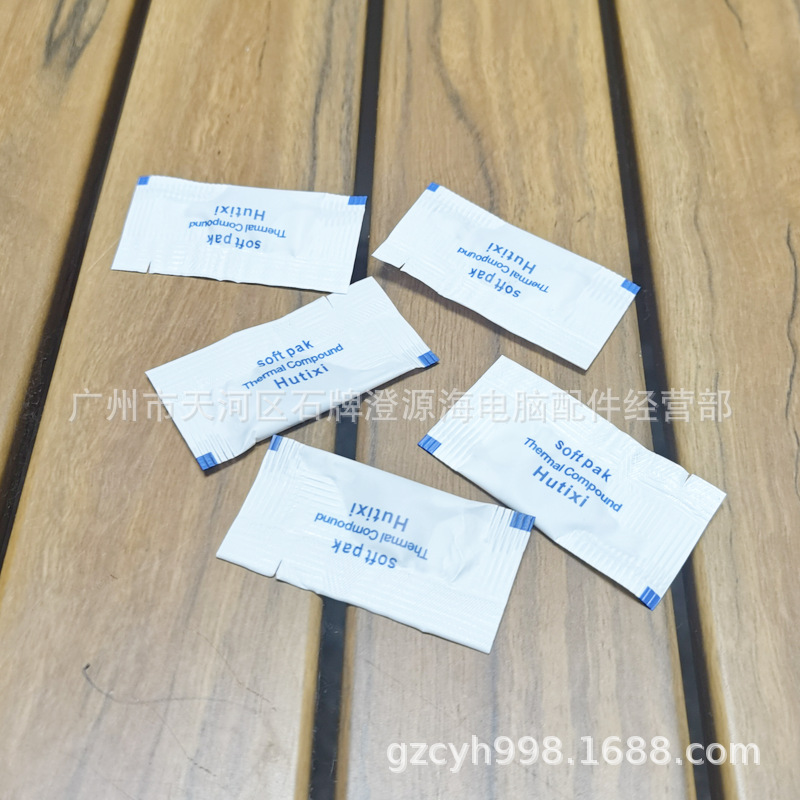 soft pak
Thermal Compound
Hutixi
soft pak
Thermal Compound
Hutixi
soft pak
Thermal Compound
Hutixi
广州市天河区石牌澄源海电脑配件经营部
soft pak
Thermal Compound
Hutixi
soft pak
Thermal Compound
Hutixi
gzcyh998.1688.com